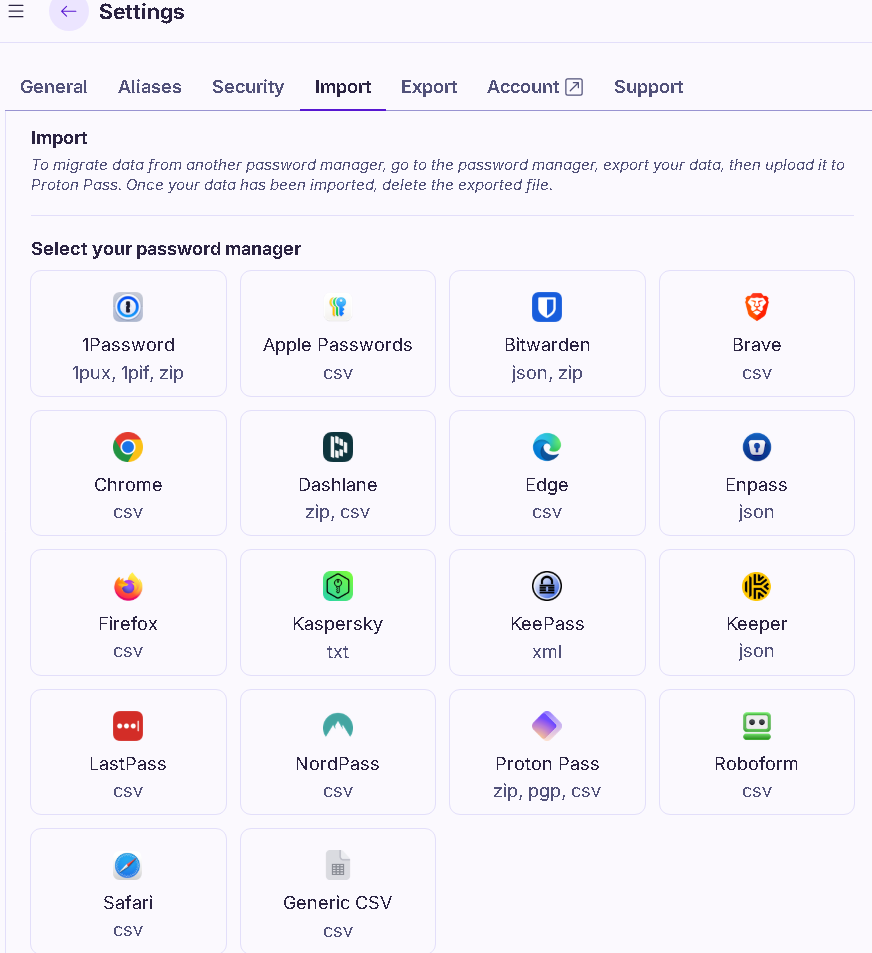 Settings
General Aliases Security Import Export Account Support
Import
To migrate data from another password manager, go to the password manager, export your data, then upload it to
Proton Pass. Once your data has been imported, delete the exported file.
Select your password manager
1Password Apple Passwords Bitwarden Brave
1pux, 1pif, zip csv json, zip csv
Chrome Dashlane Edge Enpass
csv zip, csv csv json
Firefox Kaspersky KeePass Keeper
csv txt xml json
LastPass NordPass Proton Pass Roboform
csv csv zip, pgp, csv csv
Safari Generic CSV
csv csv